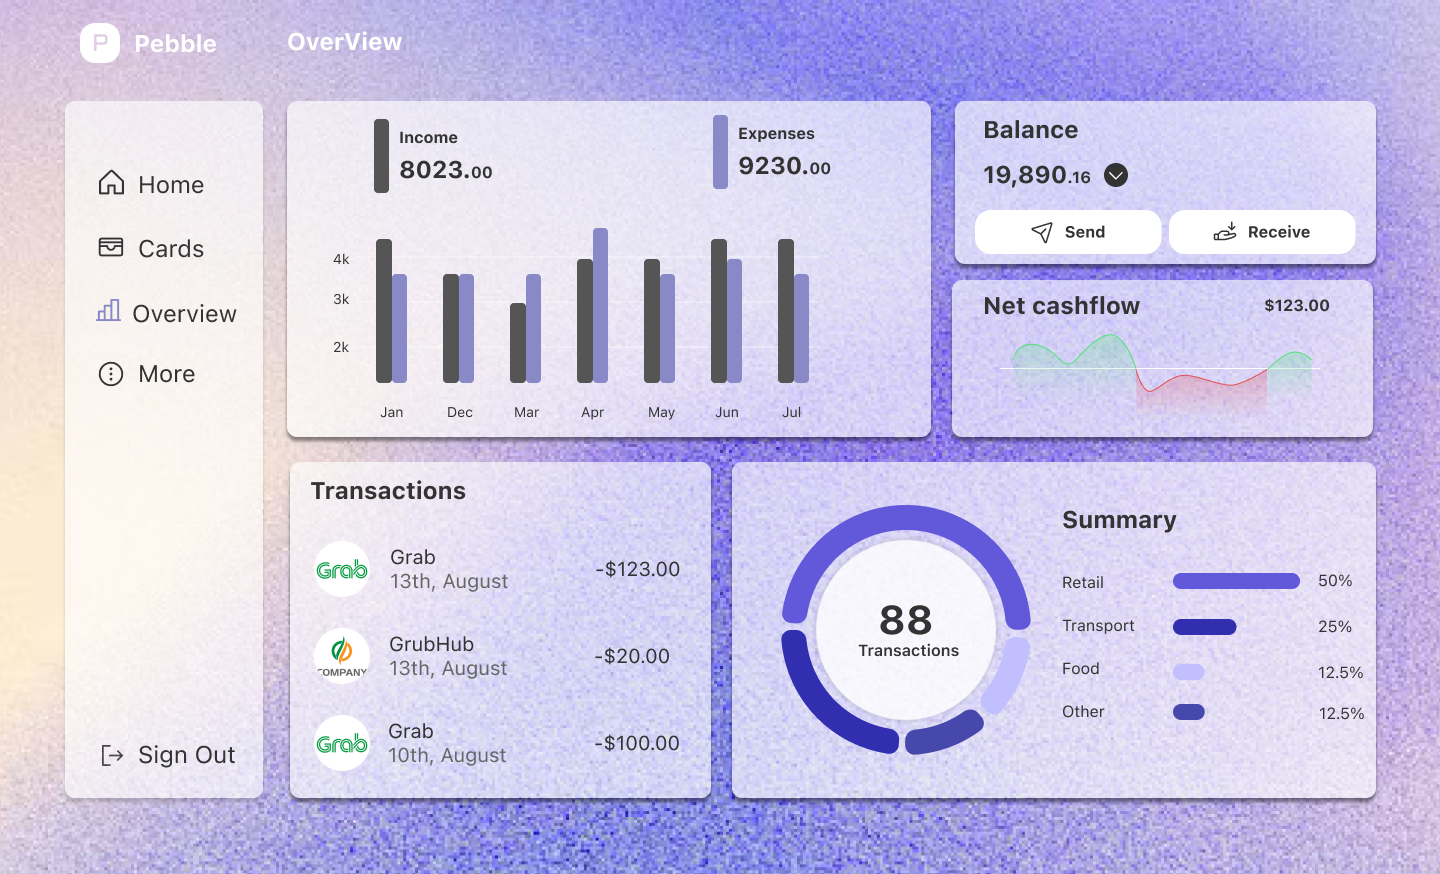 P Pebble
OverView
Home
Cards
Overview
More
Sign Out
Income
8023.00
Expenses
9230.00
4k
3k
2k
Jan Dec Mar Apr May Jun Jul
Balance
19,890.16
Send Receive
Net cashflow $123.00
Transactions
Grab
Grab
13th, August
-$123.00
COMPANY
GrubHub
13th, August
-$20.00
Grab
Grab
10th, August
-$100.00
88
Transactions
Summary
Retail 50%
Transport 25%
Food 12.5%
Other 12.5%